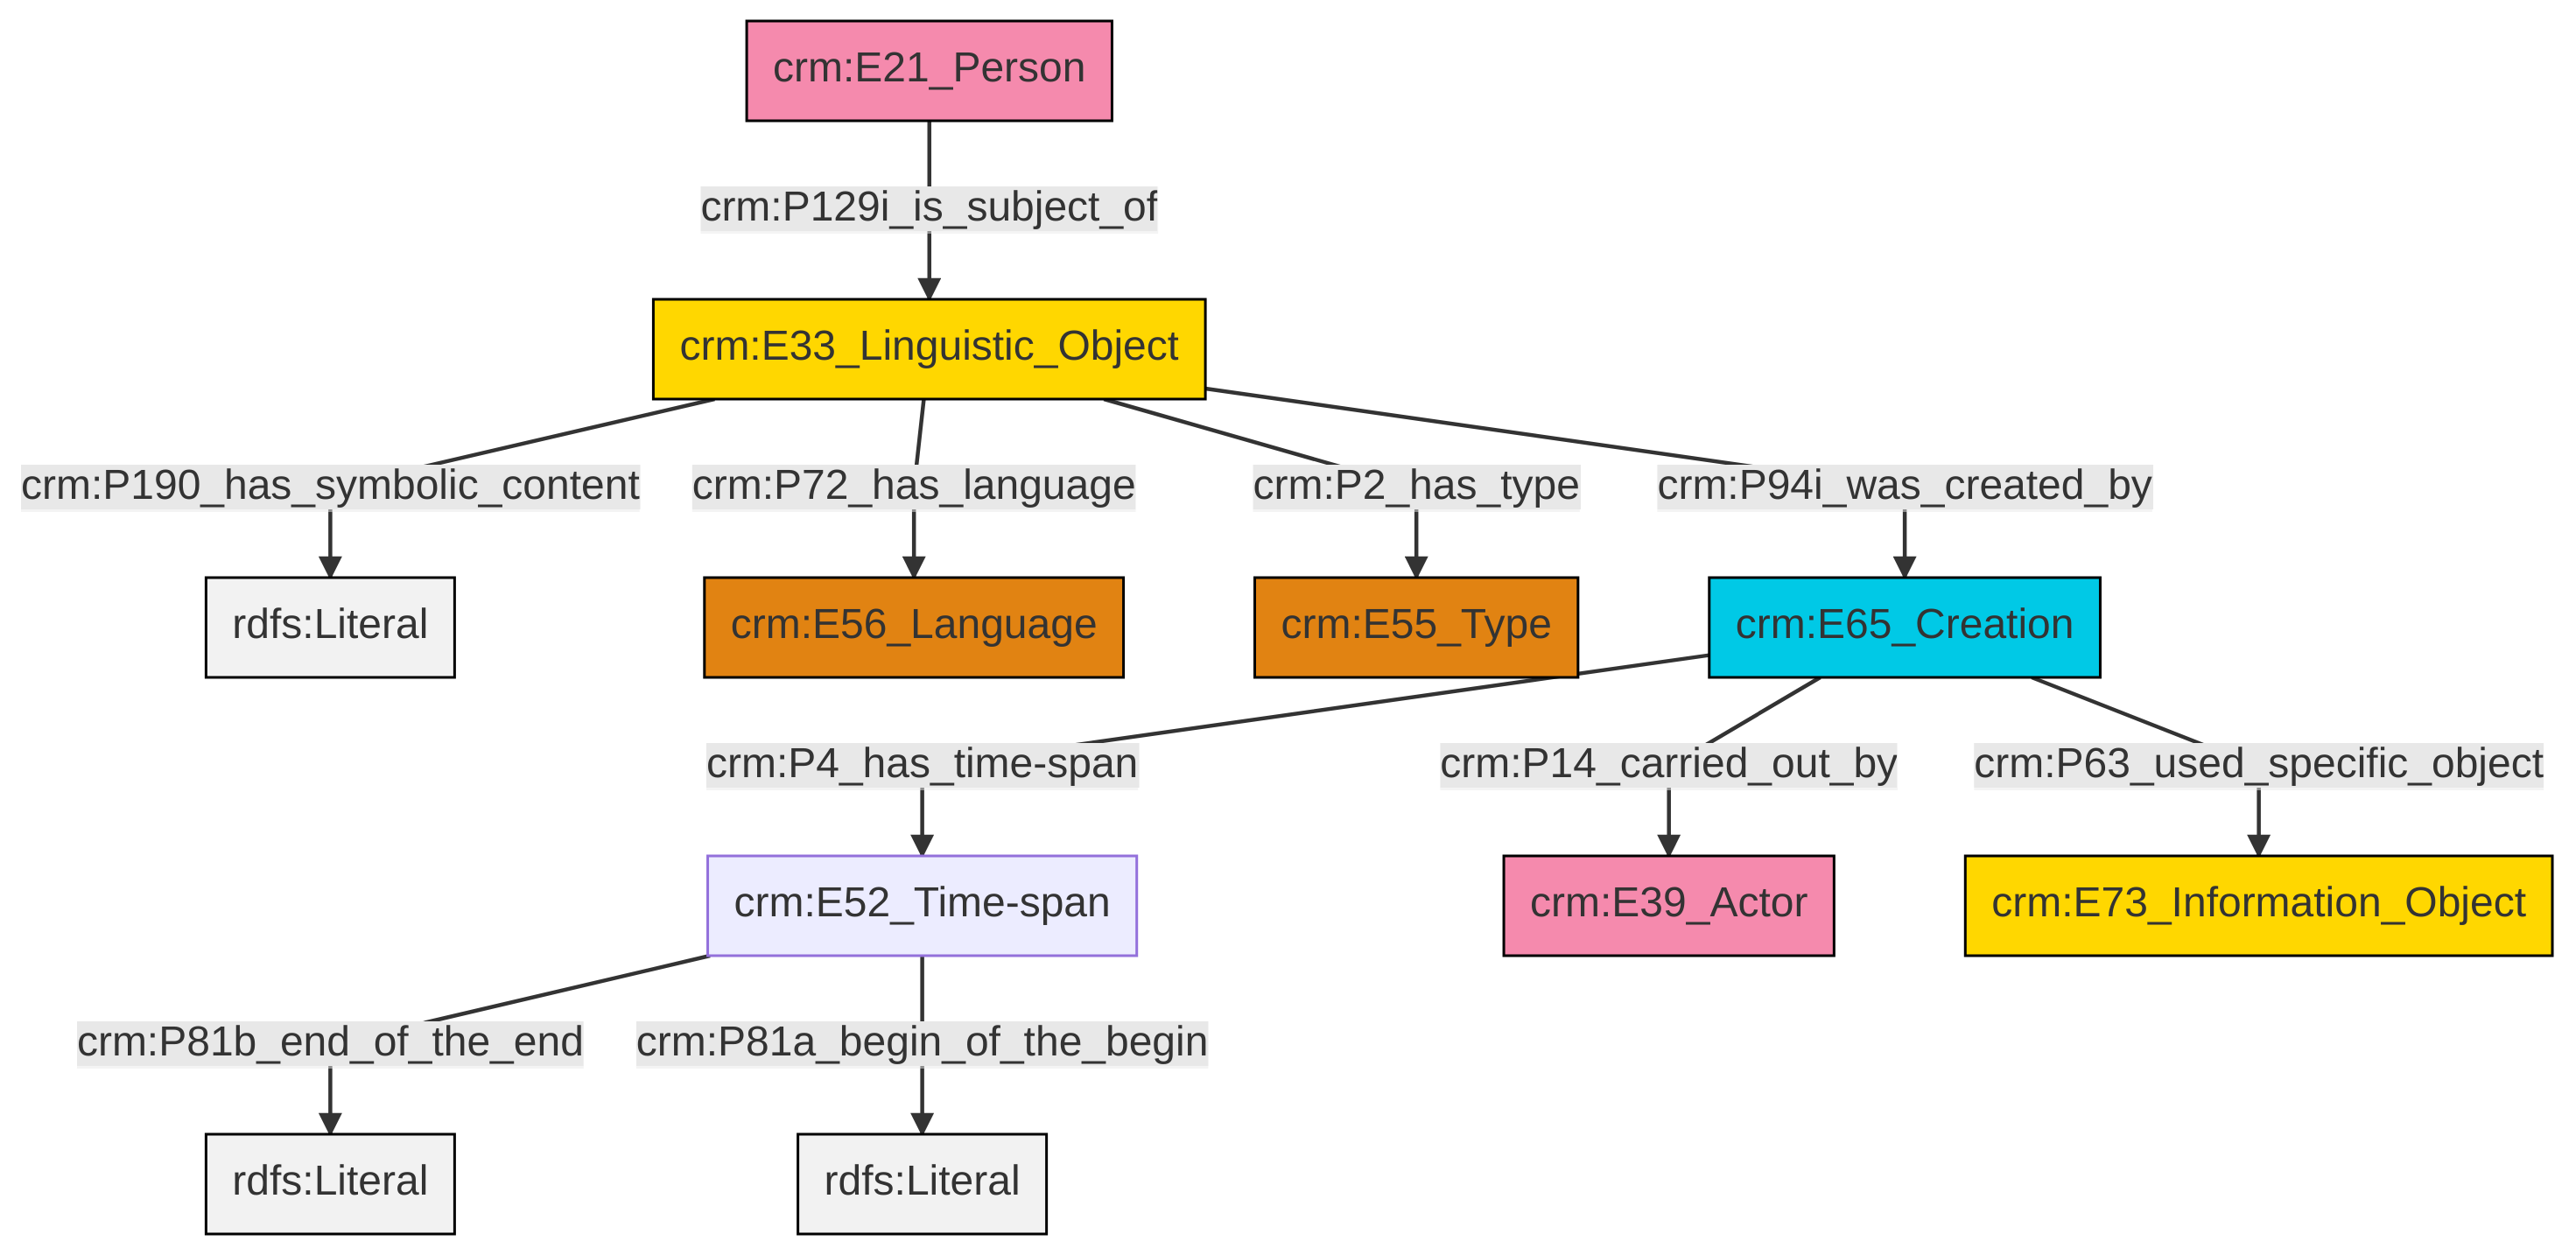 crm:E21_Person
crm:P129i_is_subject_of
crm:E33_Linguistic_Object
crm:P190_has_symbolic_content
crm:P72_has_language
crm:P2_has_type
crm:P94i_was_created_by
rdfs:Literal
crm:E56_Language
crm:E55_Type
crm:E65_Creation
crm:P4_has_time-span
crm:P14_carried_out_by
crm:P63_used_specific_object
crm:E52_Time-span
crm:E39_Actor
crm:E73_Information_Object
crm:P81b_end_of_the_end
crm:P81a_begin_of_the_begin
rdfs:Literal
rdfs:Literal